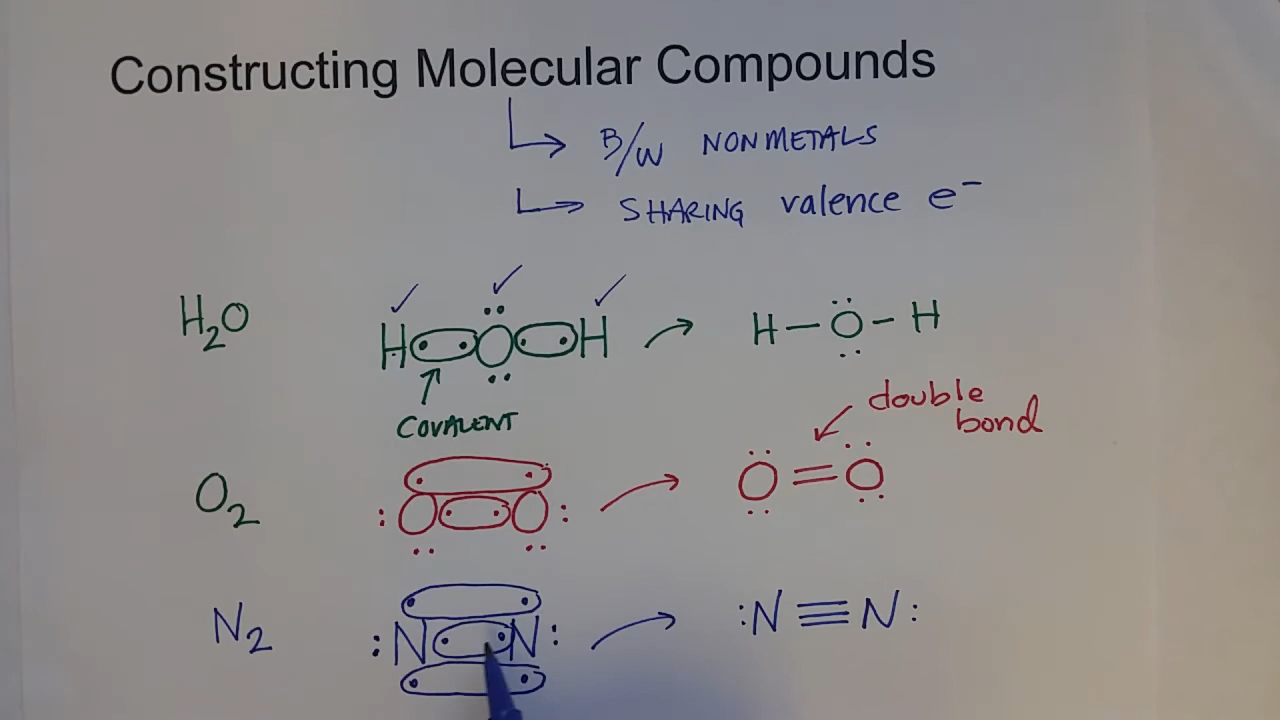 Constructing Molecular Compounds
B/W NONMETALS
SHARING valence e⁻
H₂O H O H H – O – H
COVALENT
double
bond
O₂ : O O : O = O
N₂ : N N : : N ≡ N :